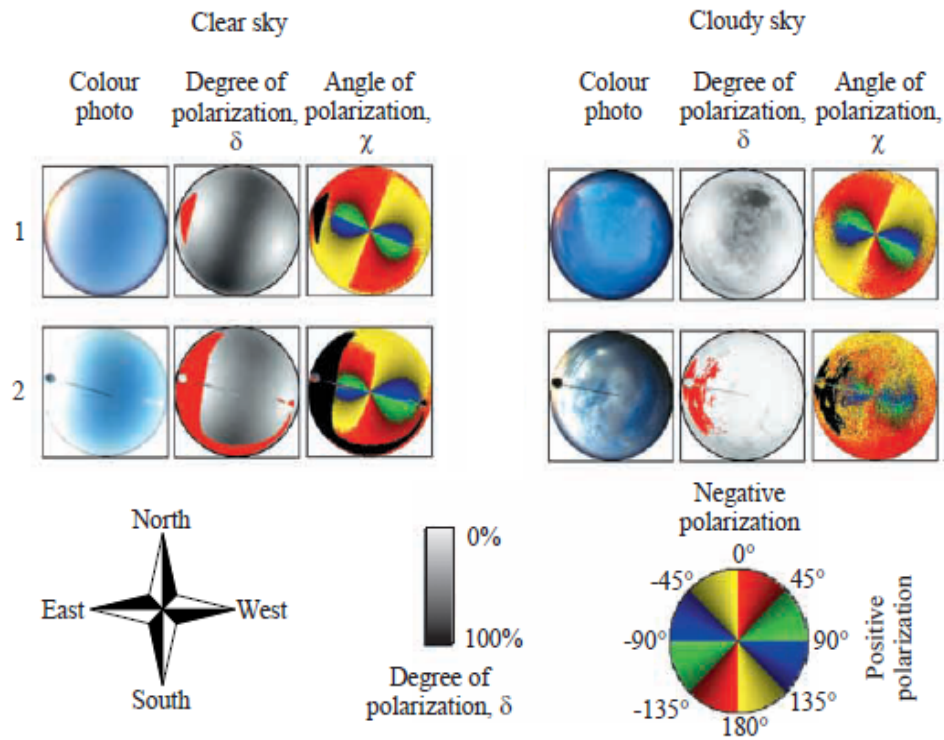 Clear sky
Cloudy sky
Colour
photo
Degree of
polarization,
δ
Angle of
polarization,
χ
Colour
photo
Degree of
polarization,
δ
Angle of
polarization,
χ
1
2
North
East
West
South
0%
100%
Degree of
polarization, δ
Negative
polarization
0°
-45°
45°
-90°
90°
-135°
135°
180°
Positive
polarization